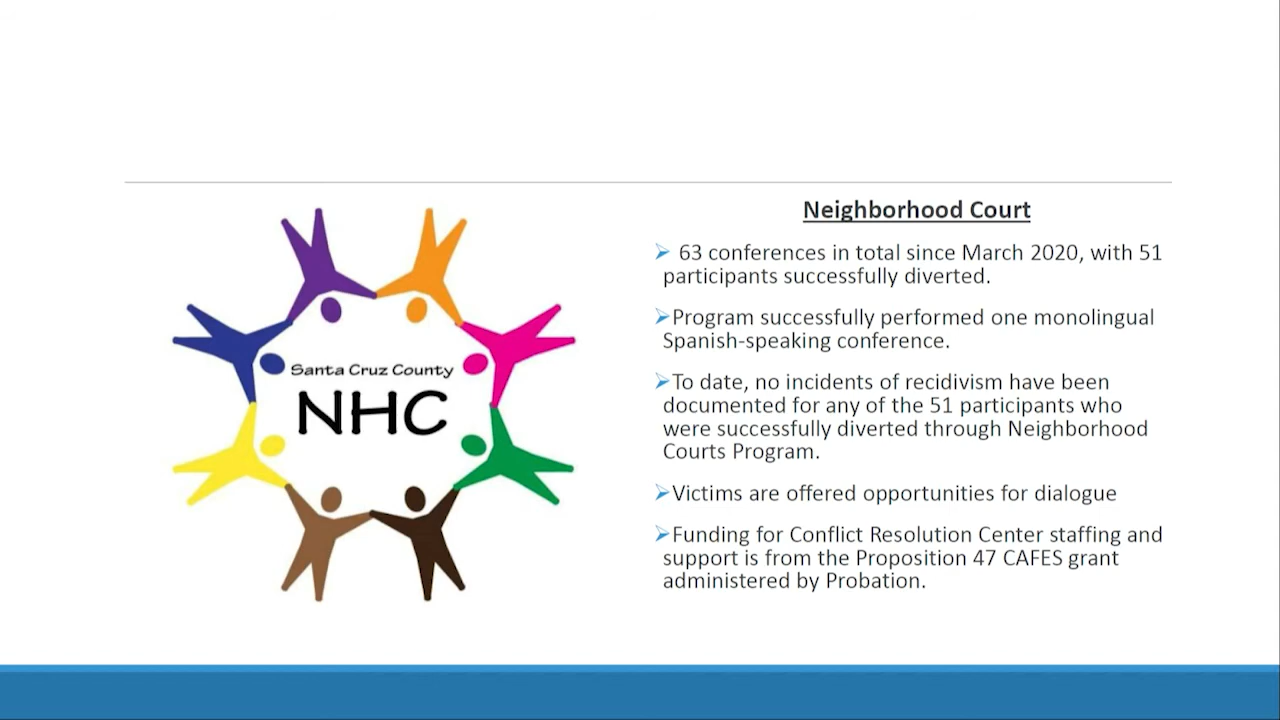 Santa Cruz County
NHC
Neighborhood Court
➢ 63 conferences in total since March 2020, with 51
participants successfully diverted.
➢Program successfully performed one monolingual
Spanish-speaking conference.
➢To date, no incidents of recidivism have been
documented for any of the 51 participants who
were successfully diverted through Neighborhood
Courts Program.
➢Victims are offered opportunities for dialogue
➢Funding for Conflict Resolution Center staffing and
support is from the Proposition 47 CAFES grant
administered by Probation.